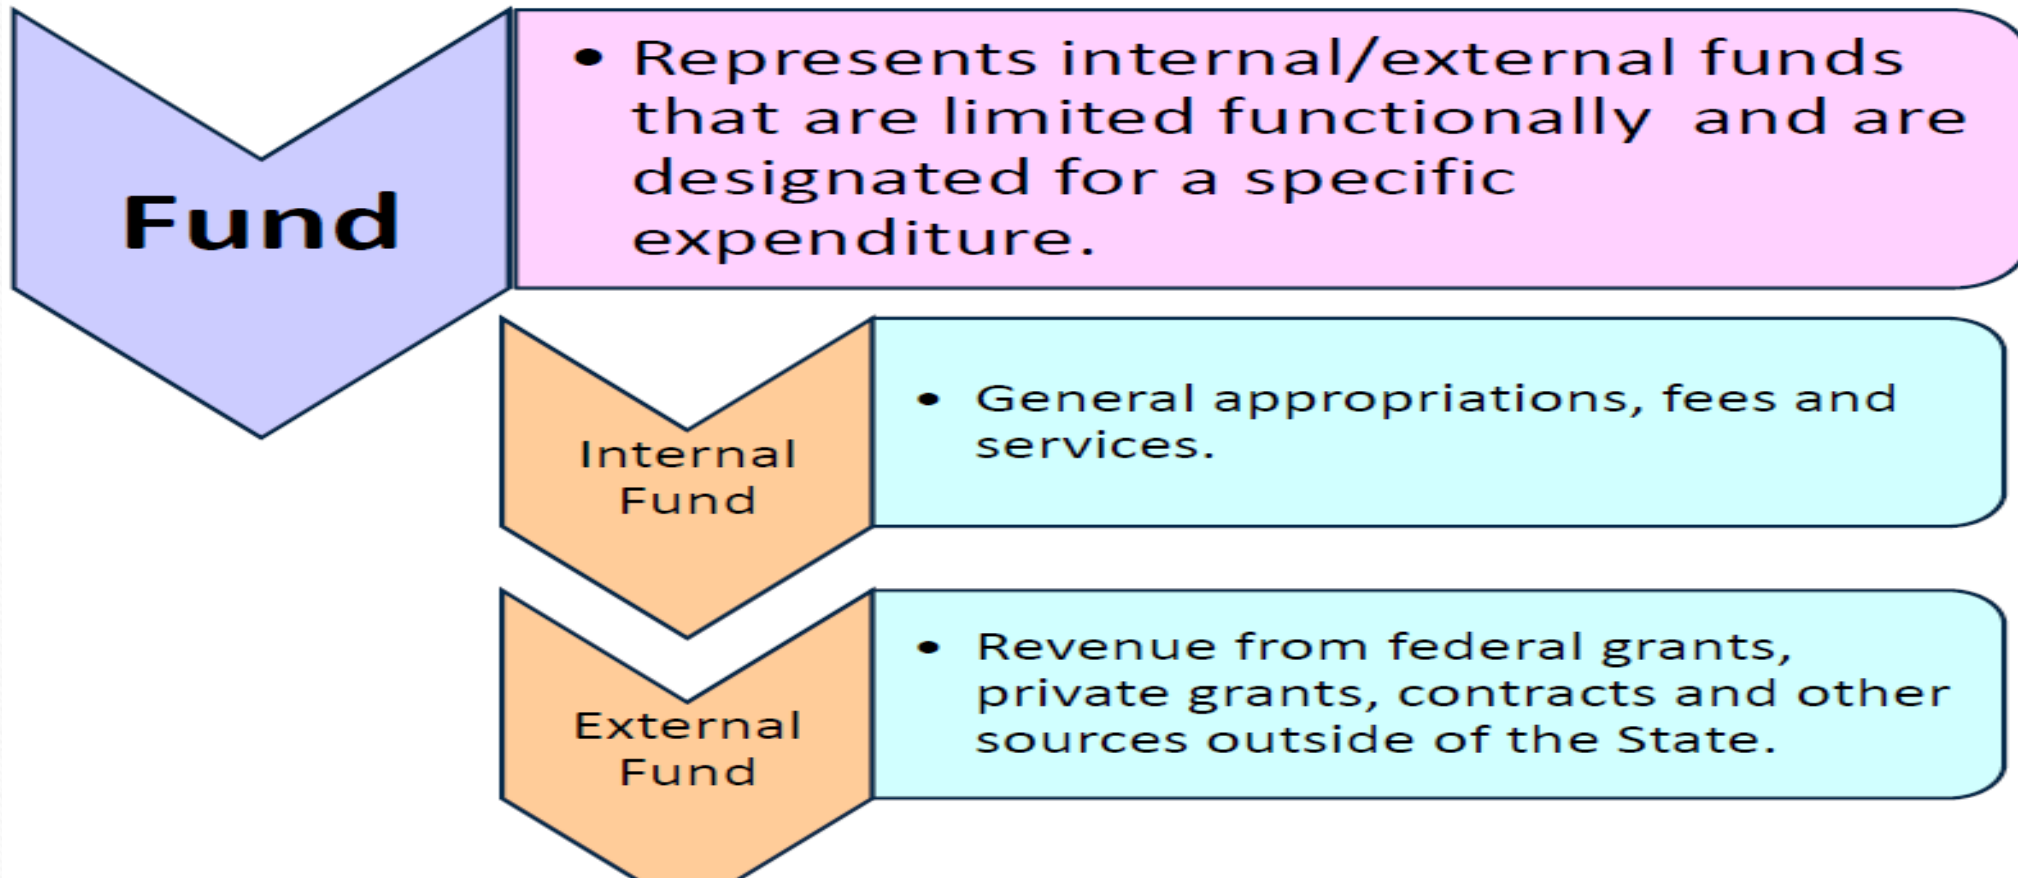 Fund
• Represents internal/external funds
that are limited functionally and are
designated for a specific
expenditure.
Internal
Fund
• General appropriations, fees and
services.
External
Fund
• Revenue from federal grants,
private grants, contracts and other
sources outside of the State.